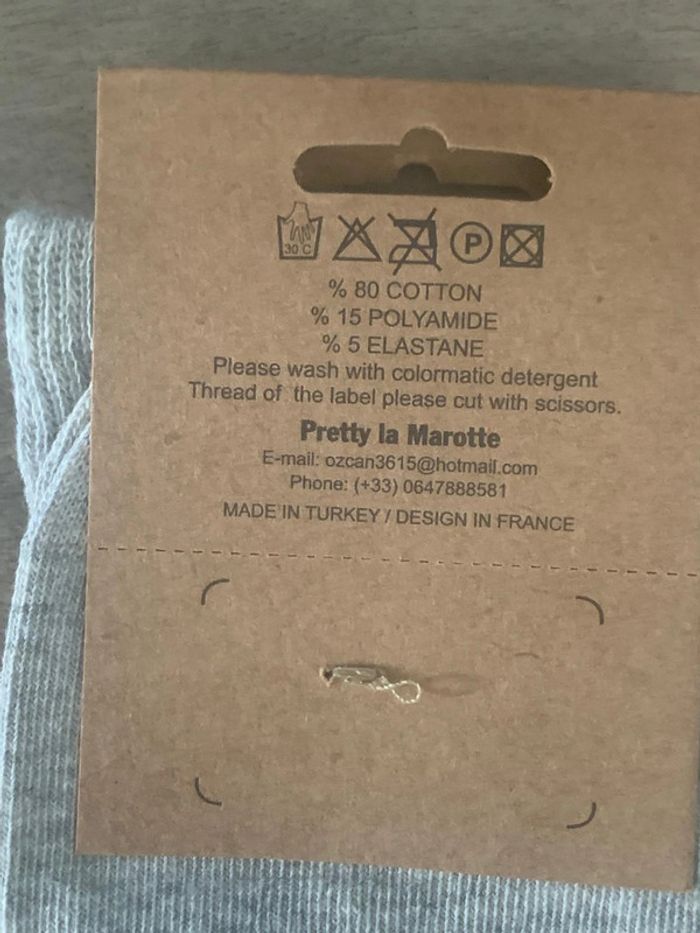 30 C
P
% 80 COTTON
% 15 POLYAMIDE
% 5 ELASTANE
Please wash with colormatic detergent
Thread of the label please cut with scissors.
Pretty la Marotte
E-mail: ozcan3615@hotmail.com
Phone: (+33) 0647888581
MADE IN TURKEY / DESIGN IN FRANCE